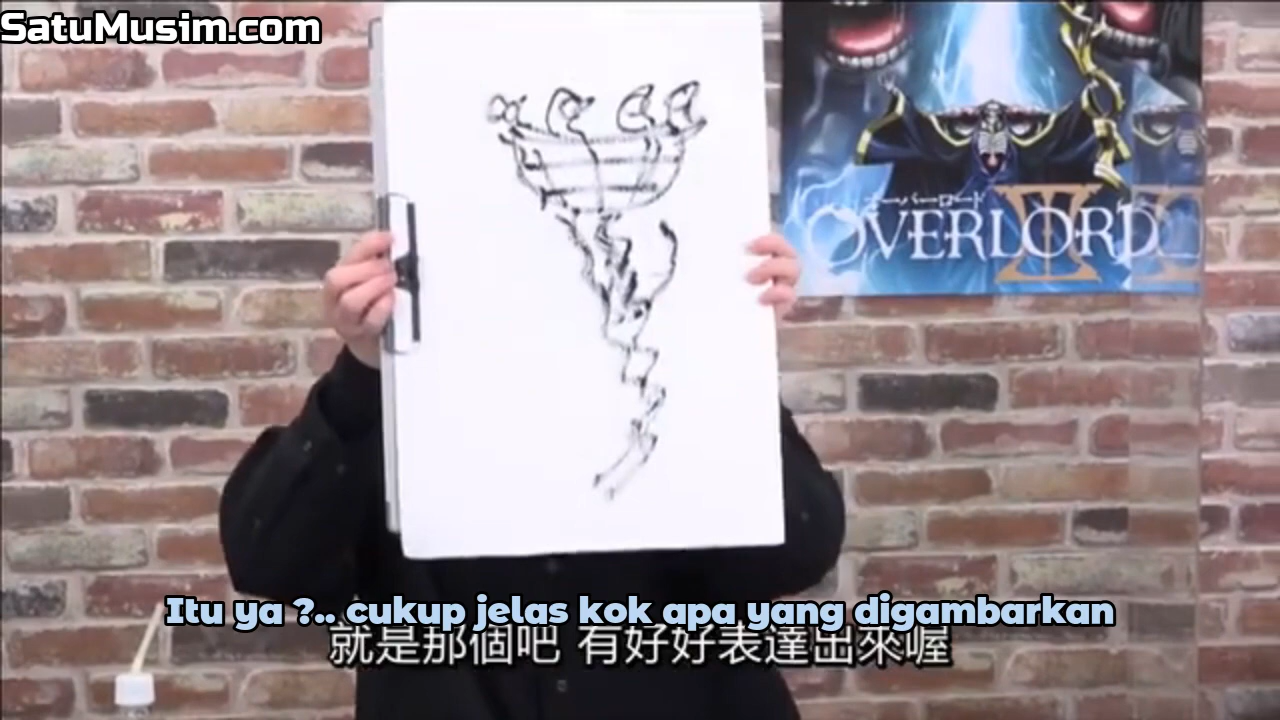 SatuMusim.com
オーバーロード
OVERLORD III
Itu ya ?.. cukup jelas kok apa yang digambarkan
就是那個吧 有好好表達出來喔